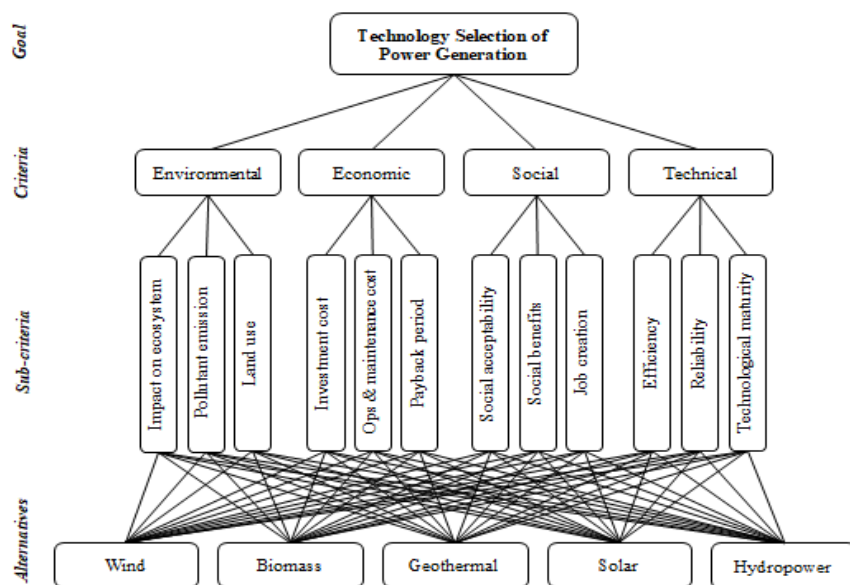 Goal
Technology Selection of
Power Generation
Criteria
Environmental
Economic
Social
Technical
Sub-criteria
Impact on ecosystem
Pollutant emission
Land use
Investment cost
Ops & maintenance cost
Payback period
Social acceptability
Social benefits
Job creation
Efficiency
Reliability
Technological maturity
Alternatives
Wind
Biomass
Geothermal
Solar
Hydropower